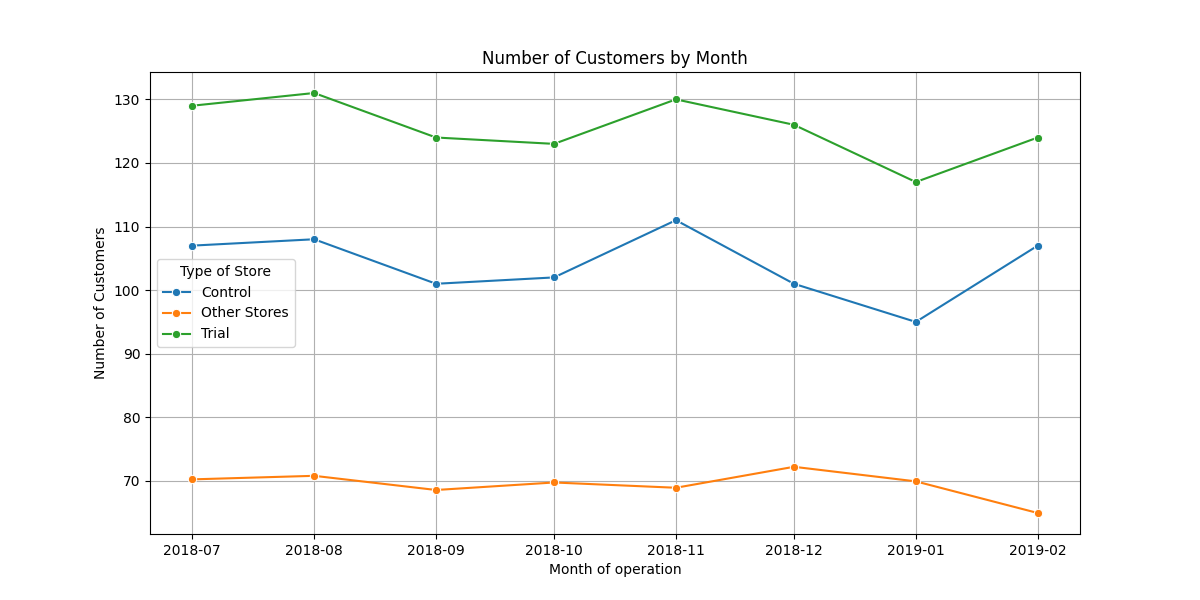 Number of Customers by Month
Number of Customers
130
120
110
100
90
80
70
Type of Store
Control
Other Stores
Trial
2018-07 2018-08 2018-09 2018-10 2018-11 2018-12 2019-01 2019-02
Month of operation